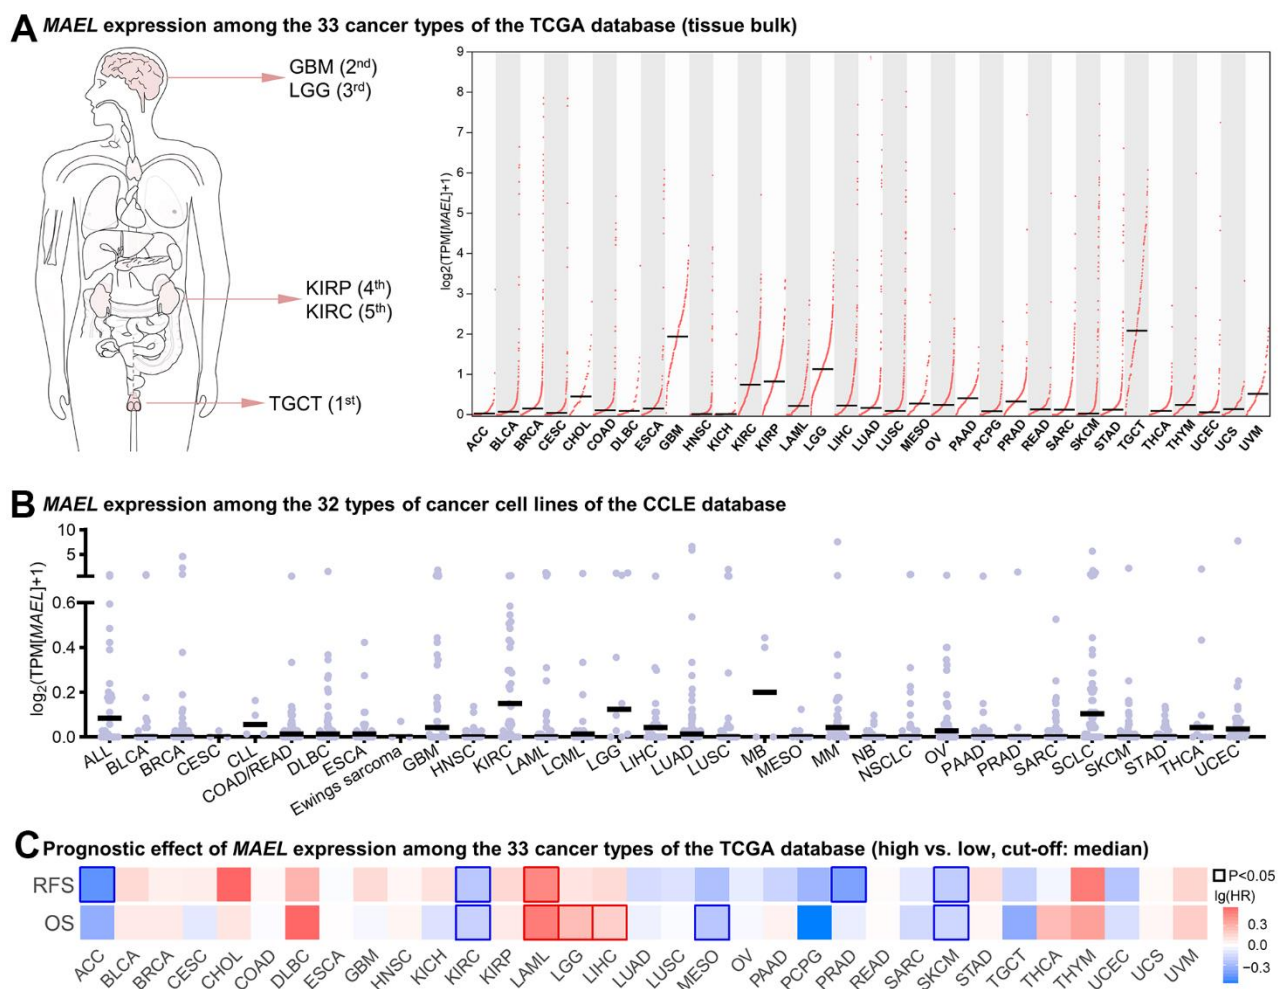 A MAEL expression among the 33 cancer types of the TCGA database (tissue bulk)
GBM (2nd)
LGG (3rd)
KIRP (4th)
KIRC (5th)
TGCT (1st)
log2(TPM[MAEL]+1)
9
8
7
6
5
4
3
2
1
0
ACC BLCA BRCA CESC CHOL COAD DLBC ESCA GBM HNSC KICH KIRC KIRP LAML LGG LIHC LUAD LUSC MESO OV PAAD PCPG PRAD READ SARC SKCM STAD TGCT THCA THYM UCEC UCS UVM
B MAEL expression among the 32 types of cancer cell lines of the CCLE database
log2(TPM[MAEL]+1)
10
5
0.6
0.4
0.2
0.0
ALL BLCA BRCA CESC CLL COAD/READ DLBC ESCA Ewings sarcoma GBM HNSC KIRC LAML LCML LGG LIHC LUAD LUSC MB MESO MM NB NSCLC OV PAAD PRAD SARC SCLC SKCM STAD THCA UCEC
C Prognostic effect of MAEL expression among the 33 cancer types of the TCGA database (high vs. low, cut-off: median)
RFS
OS
P<0.05
lg(HR)
0.3
0.0
−0.3
ACC BLCA BRCA CESC CHOL COAD DLBC ESCA GBM HNSC KICH KIRC KIRP LAML LGG LIHC LUAD LUSC MESO OV PAAD PCPG PRAD READ SARC SKCM STAD TGCT THCA THYM UCEC UCS UVM